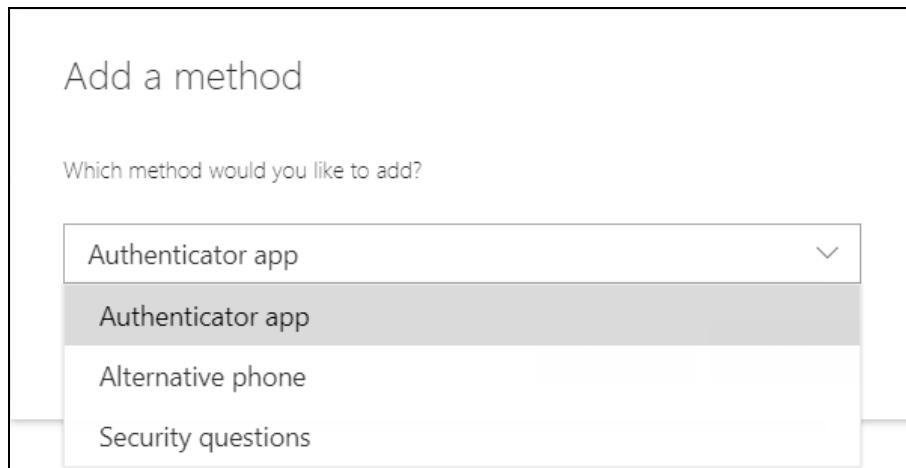 Add a method
Which method would you like to add?
Authenticator app
Authenticator app
Alternative phone
Security questions